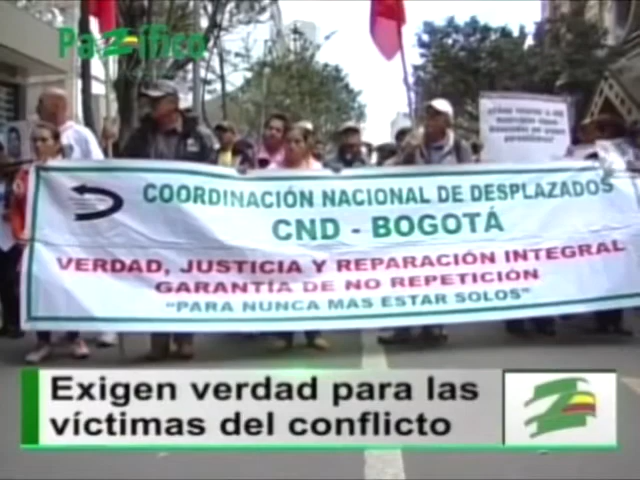 Pazífico
COORDINACIÓN NACIONAL DE DESPLAZADOS
CND - BOGOTÁ
VERDAD, JUSTICIA Y REPARACIÓN INTEGRAL
GARANTÍA DE NO REPETICIÓN
"PARA NUNCA MAS ESTAR SOLOS"
Exigen verdad para las
víctimas del conflicto